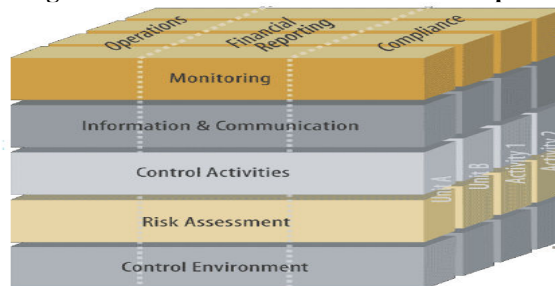 Operations
Financial
Reporting
Compliance
Monitoring
Information & Communication
Control Activities
Risk Assessment
Control Environment
Unit A
Unit B
Activity 1
Activity 2